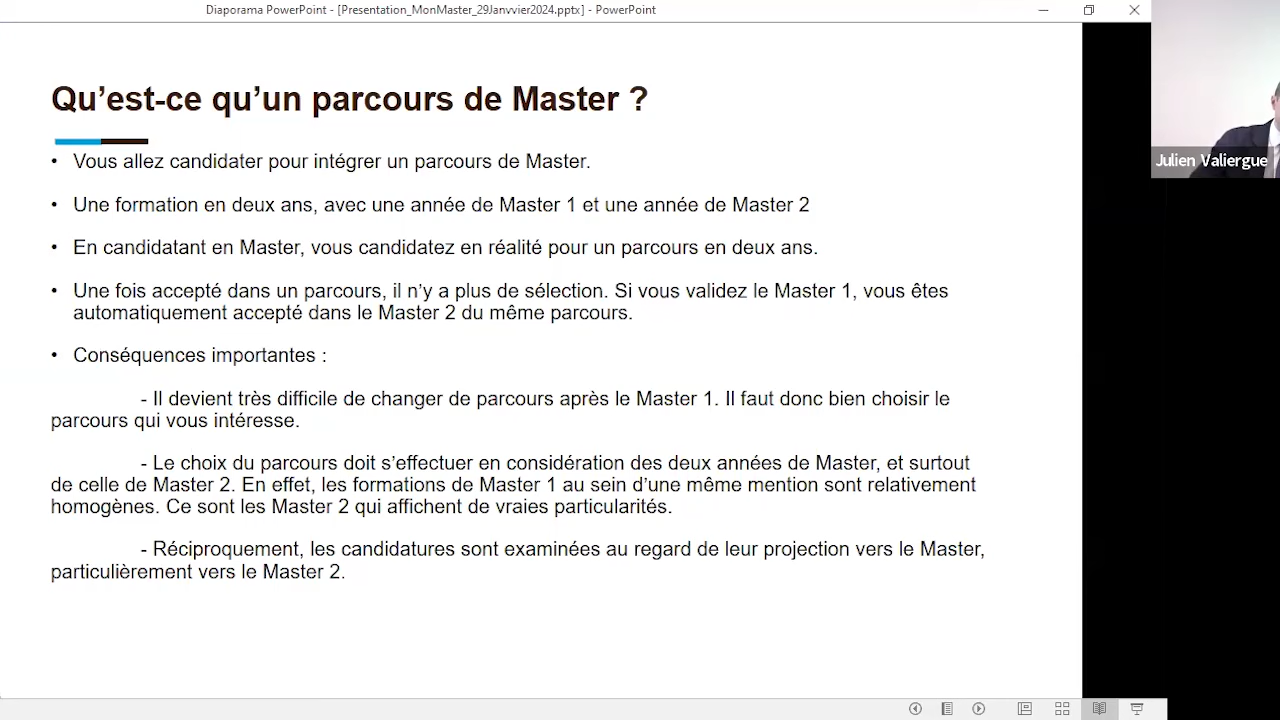 Diaporama PowerPoint - [Presentation_MonMaster_29Janvvier2024.pptx] - PowerPoint
Qu’est-ce qu’un parcours de Master ?
• Vous allez candidater pour intégrer un parcours de Master.
• Une formation en deux ans, avec une année de Master 1 et une année de Master 2
• En candidatant en Master, vous candidatez en réalité pour un parcours en deux ans.
• Une fois accepté dans un parcours, il n’y a plus de sélection. Si vous validez le Master 1, vous êtes
automatiquement accepté dans le Master 2 du même parcours.
• Conséquences importantes :
- Il devient très difficile de changer de parcours après le Master 1. Il faut donc bien choisir le
parcours qui vous intéresse.
- Le choix du parcours doit s’effectuer en considération des deux années de Master, et surtout
de celle de Master 2. En effet, les formations de Master 1 au sein d’une même mention sont relativement
homogènes. Ce sont les Master 2 qui affichent de vraies particularités.
- Réciproquement, les candidatures sont examinées au regard de leur projection vers le Master,
particulièrement vers le Master 2.
Julien Valiergue